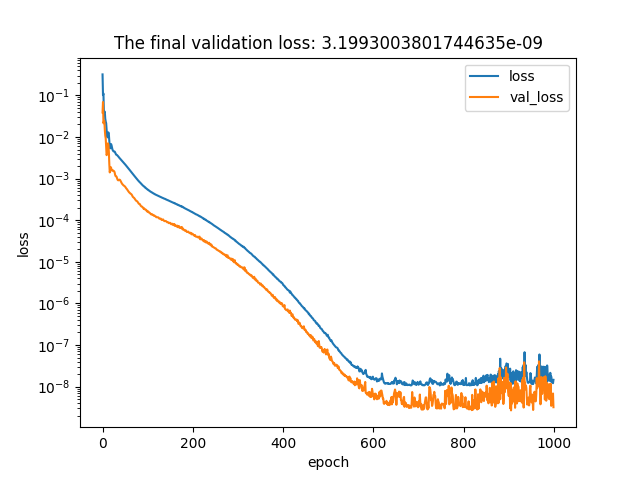 The final validation loss: 3.1993003801744635e-09
loss
val_loss
10⁻¹
10⁻²
10⁻³
10⁻⁴
10⁻⁵
10⁻⁶
10⁻⁷
10⁻⁸
loss
0
200
400
600
800
1000
epoch